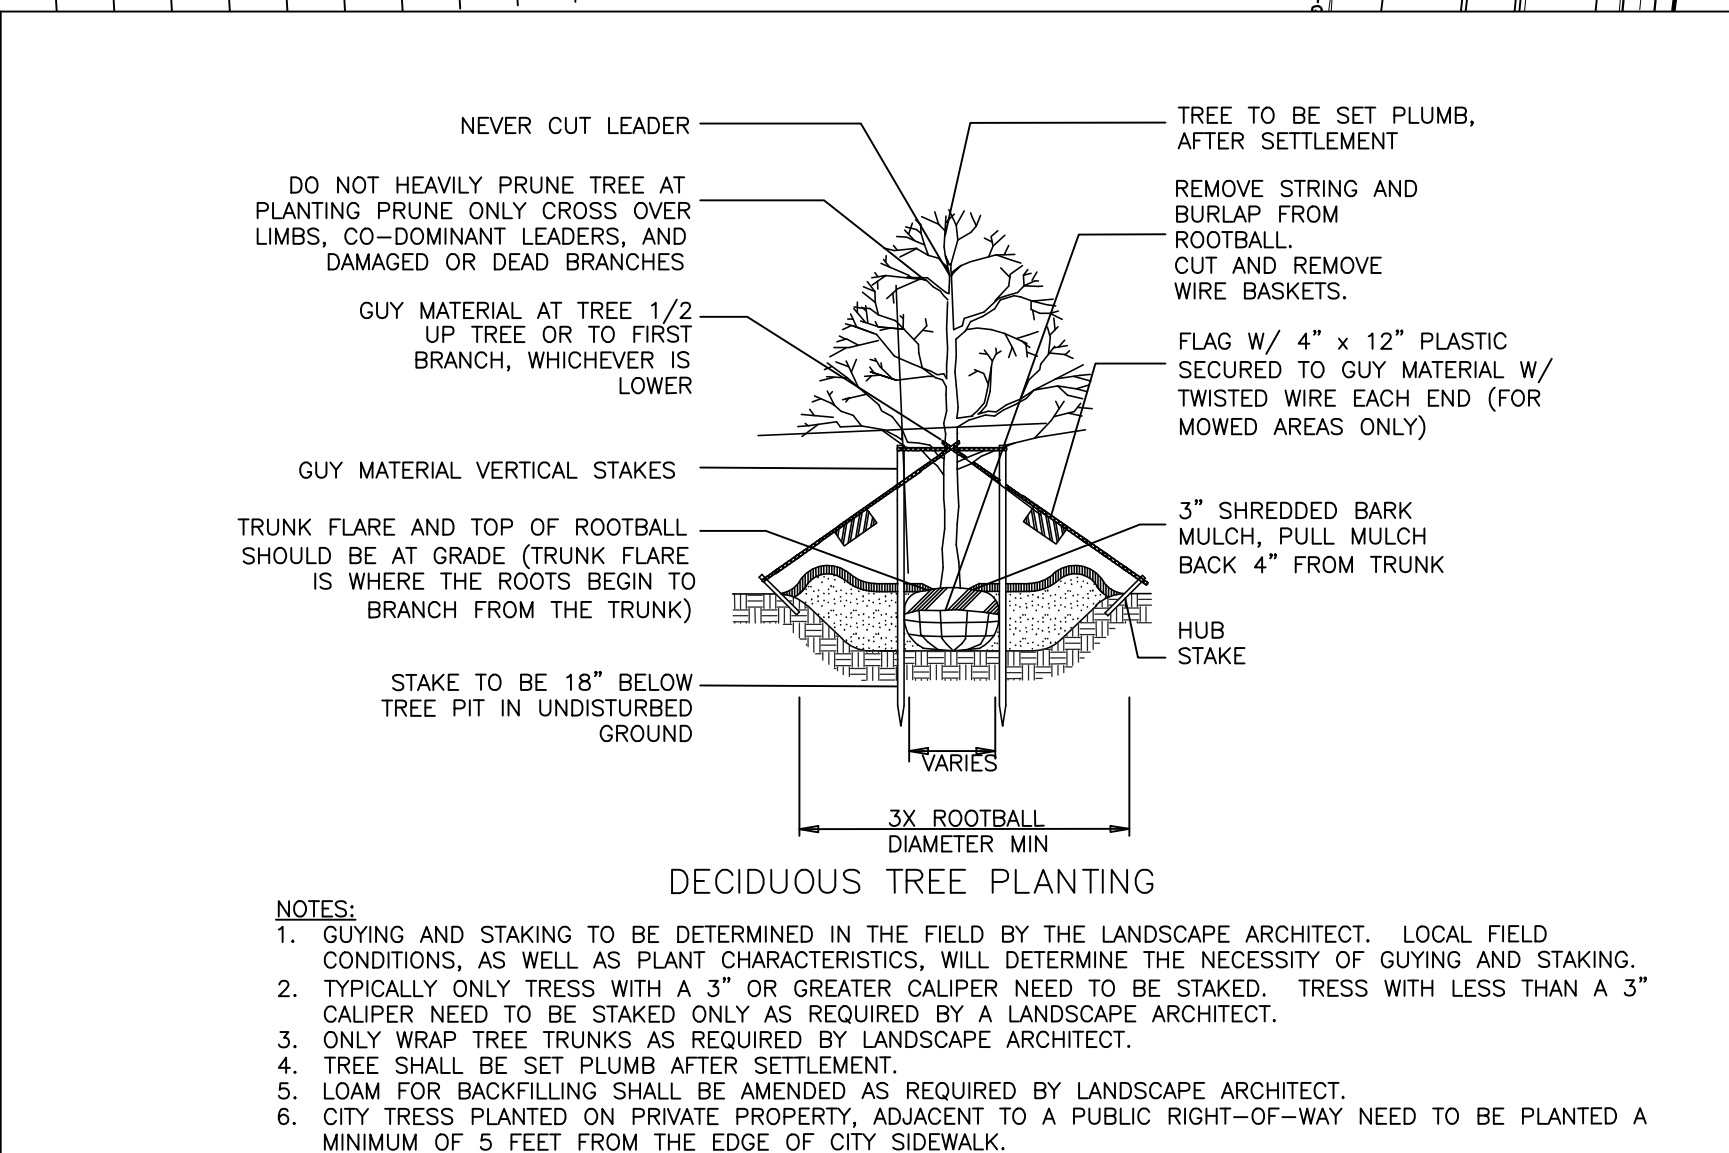 NEVER CUT LEADER
DO NOT HEAVILY PRUNE TREE AT
PLANTING PRUNE ONLY CROSS OVER
LIMBS, CO-DOMINANT LEADERS, AND
DAMAGED OR DEAD BRANCHES
GUY MATERIAL AT TREE 1/2
UP TREE OR TO FIRST
BRANCH, WHICHEVER IS
LOWER
GUY MATERIAL VERTICAL STAKES
TRUNK FLARE AND TOP OF ROOTBALL
SHOULD BE AT GRADE (TRUNK FLARE
IS WHERE THE ROOTS BEGIN TO
BRANCH FROM THE TRUNK)
STAKE TO BE 18" BELOW
TREE PIT IN UNDISTURBED
GROUND
TREE TO BE SET PLUMB,
AFTER SETTLEMENT
REMOVE STRING AND
BURLAP FROM
ROOTBALL.
CUT AND REMOVE
WIRE BASKETS.
FLAG W/ 4" x 12" PLASTIC
SECURED TO GUY MATERIAL W/
TWISTED WIRE EACH END (FOR
MOWED AREAS ONLY)
3" SHREDDED BARK
MULCH, PULL MULCH
BACK 4" FROM TRUNK
HUB
STAKE
VARIES
3X ROOTBALL
DIAMETER MIN
DECIDUOUS TREE PLANTING
NOTES:
1. GUYING AND STAKING TO BE DETERMINED IN THE FIELD BY THE LANDSCAPE ARCHITECT. LOCAL FIELD
CONDITIONS, AS WELL AS PLANT CHARACTERISTICS, WILL DETERMINE THE NECESSITY OF GUYING AND STAKING.
2. TYPICALLY ONLY TRESS WITH A 3" OR GREATER CALIPER NEED TO BE STAKED. TRESS WITH LESS THAN A 3"
CALIPER NEED TO BE STAKED ONLY AS REQUIRED BY A LANDSCAPE ARCHITECT.
3. ONLY WRAP TREE TRUNKS AS REQUIRED BY LANDSCAPE ARCHITECT.
4. TREE SHALL BE SET PLUMB AFTER SETTLEMENT.
5. LOAM FOR BACKFILLING SHALL BE AMENDED AS REQUIRED BY LANDSCAPE ARCHITECT.
6. CITY TRESS PLANTED ON PRIVATE PROPERTY, ADJACENT TO A PUBLIC RIGHT-OF-WAY NEED TO BE PLANTED A
MINIMUM OF 5 FEET FROM THE EDGE OF CITY SIDEWALK.